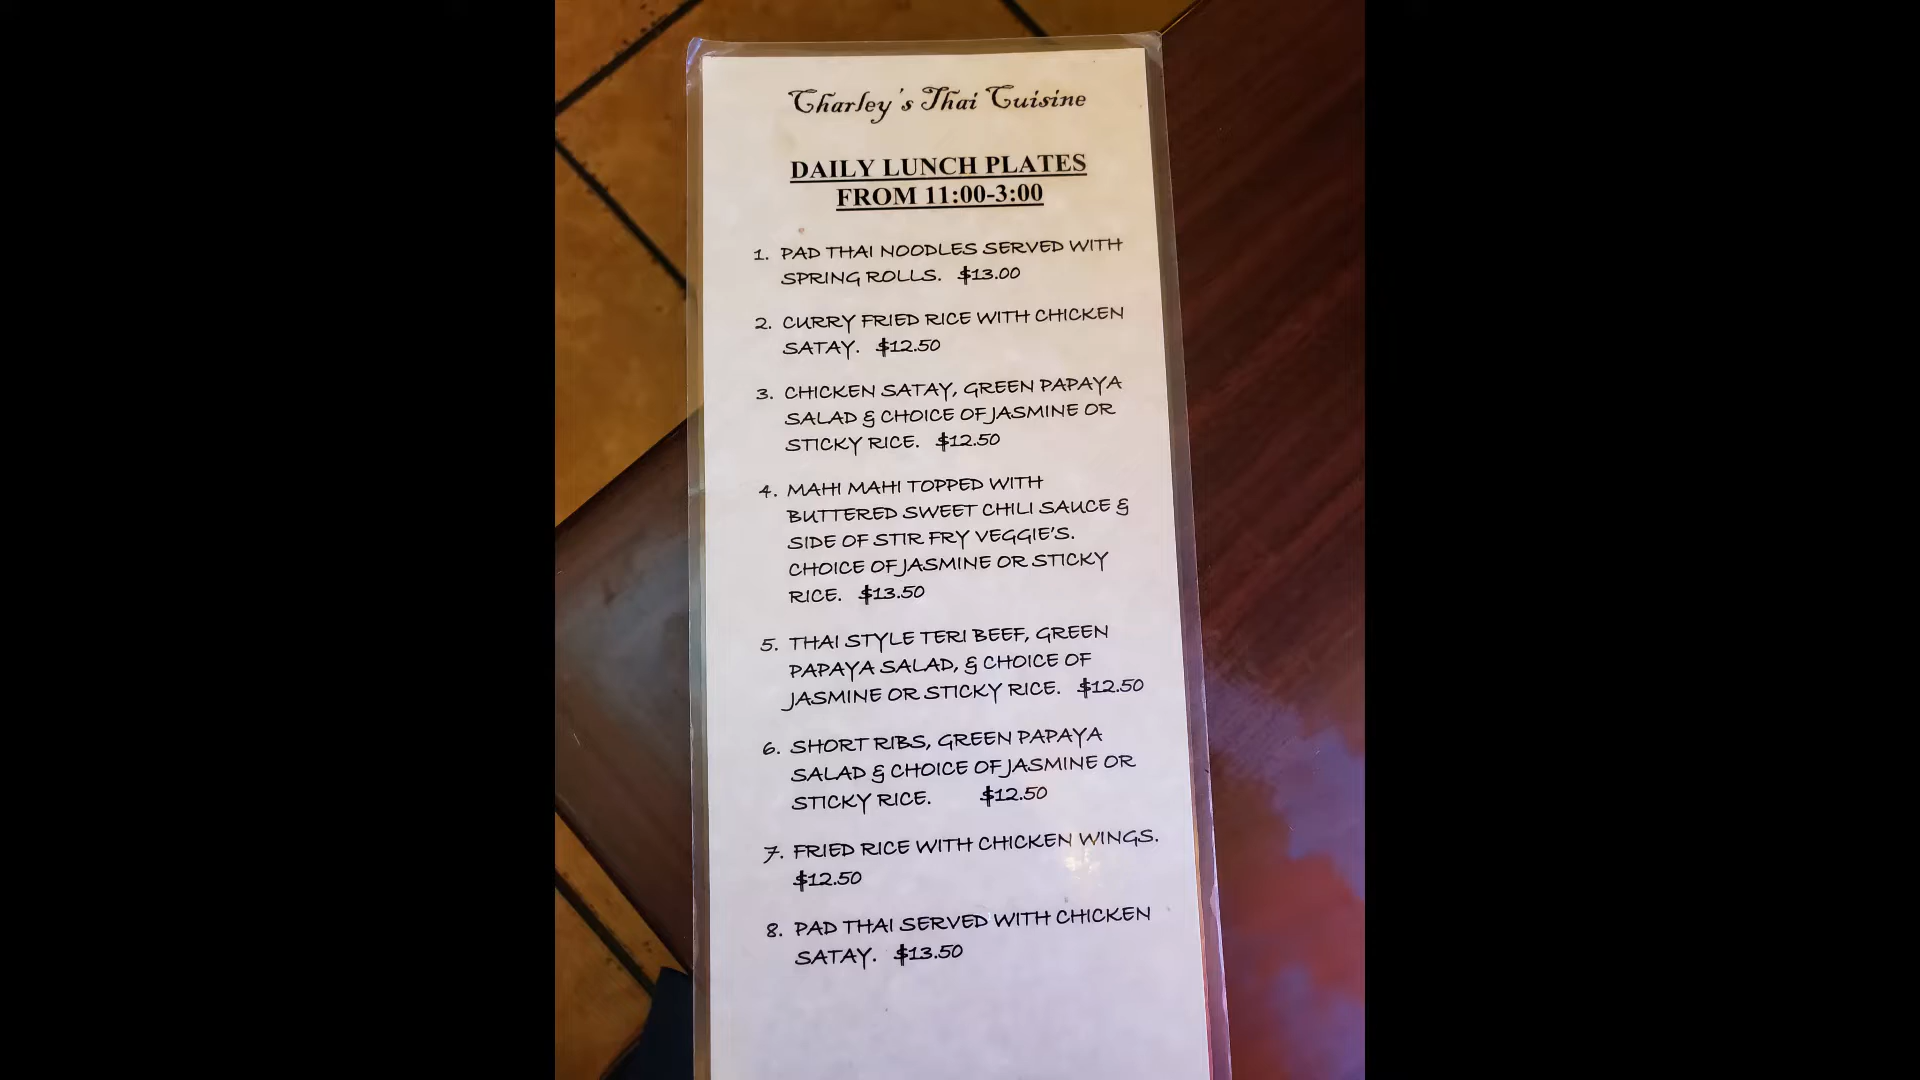 Charley's Thai Cuisine
DAILY LUNCH PLATES
FROM 11:00-3:00
1. PAD THAI NOODLES SERVED WITH
SPRING ROLLS. $13.00
2. CURRY FRIED RICE WITH CHICKEN
SATAY. $12.50
3. CHICKEN SATAY, GREEN PAPAYA
SALAD & CHOICE OF JASMINE OR
STICKY RICE. $12.50
4. MAHI MAHI TOPPED WITH
BUTTERED SWEET CHILI SAUCE &
SIDE OF STIR FRY VEGGIE'S.
CHOICE OF JASMINE OR STICKY
RICE. $13.50
5. THAI STYLE TERI BEEF, GREEN
PAPAYA SALAD, & CHOICE OF
JASMINE OR STICKY RICE. $12.50
6. SHORT RIBS, GREEN PAPAYA
SALAD & CHOICE OF JASMINE OR
STICKY RICE. $12.50
7. FRIED RICE WITH CHICKEN WINGS.
$12.50
8. PAD THAI SERVED WITH CHICKEN
SATAY. $13.50